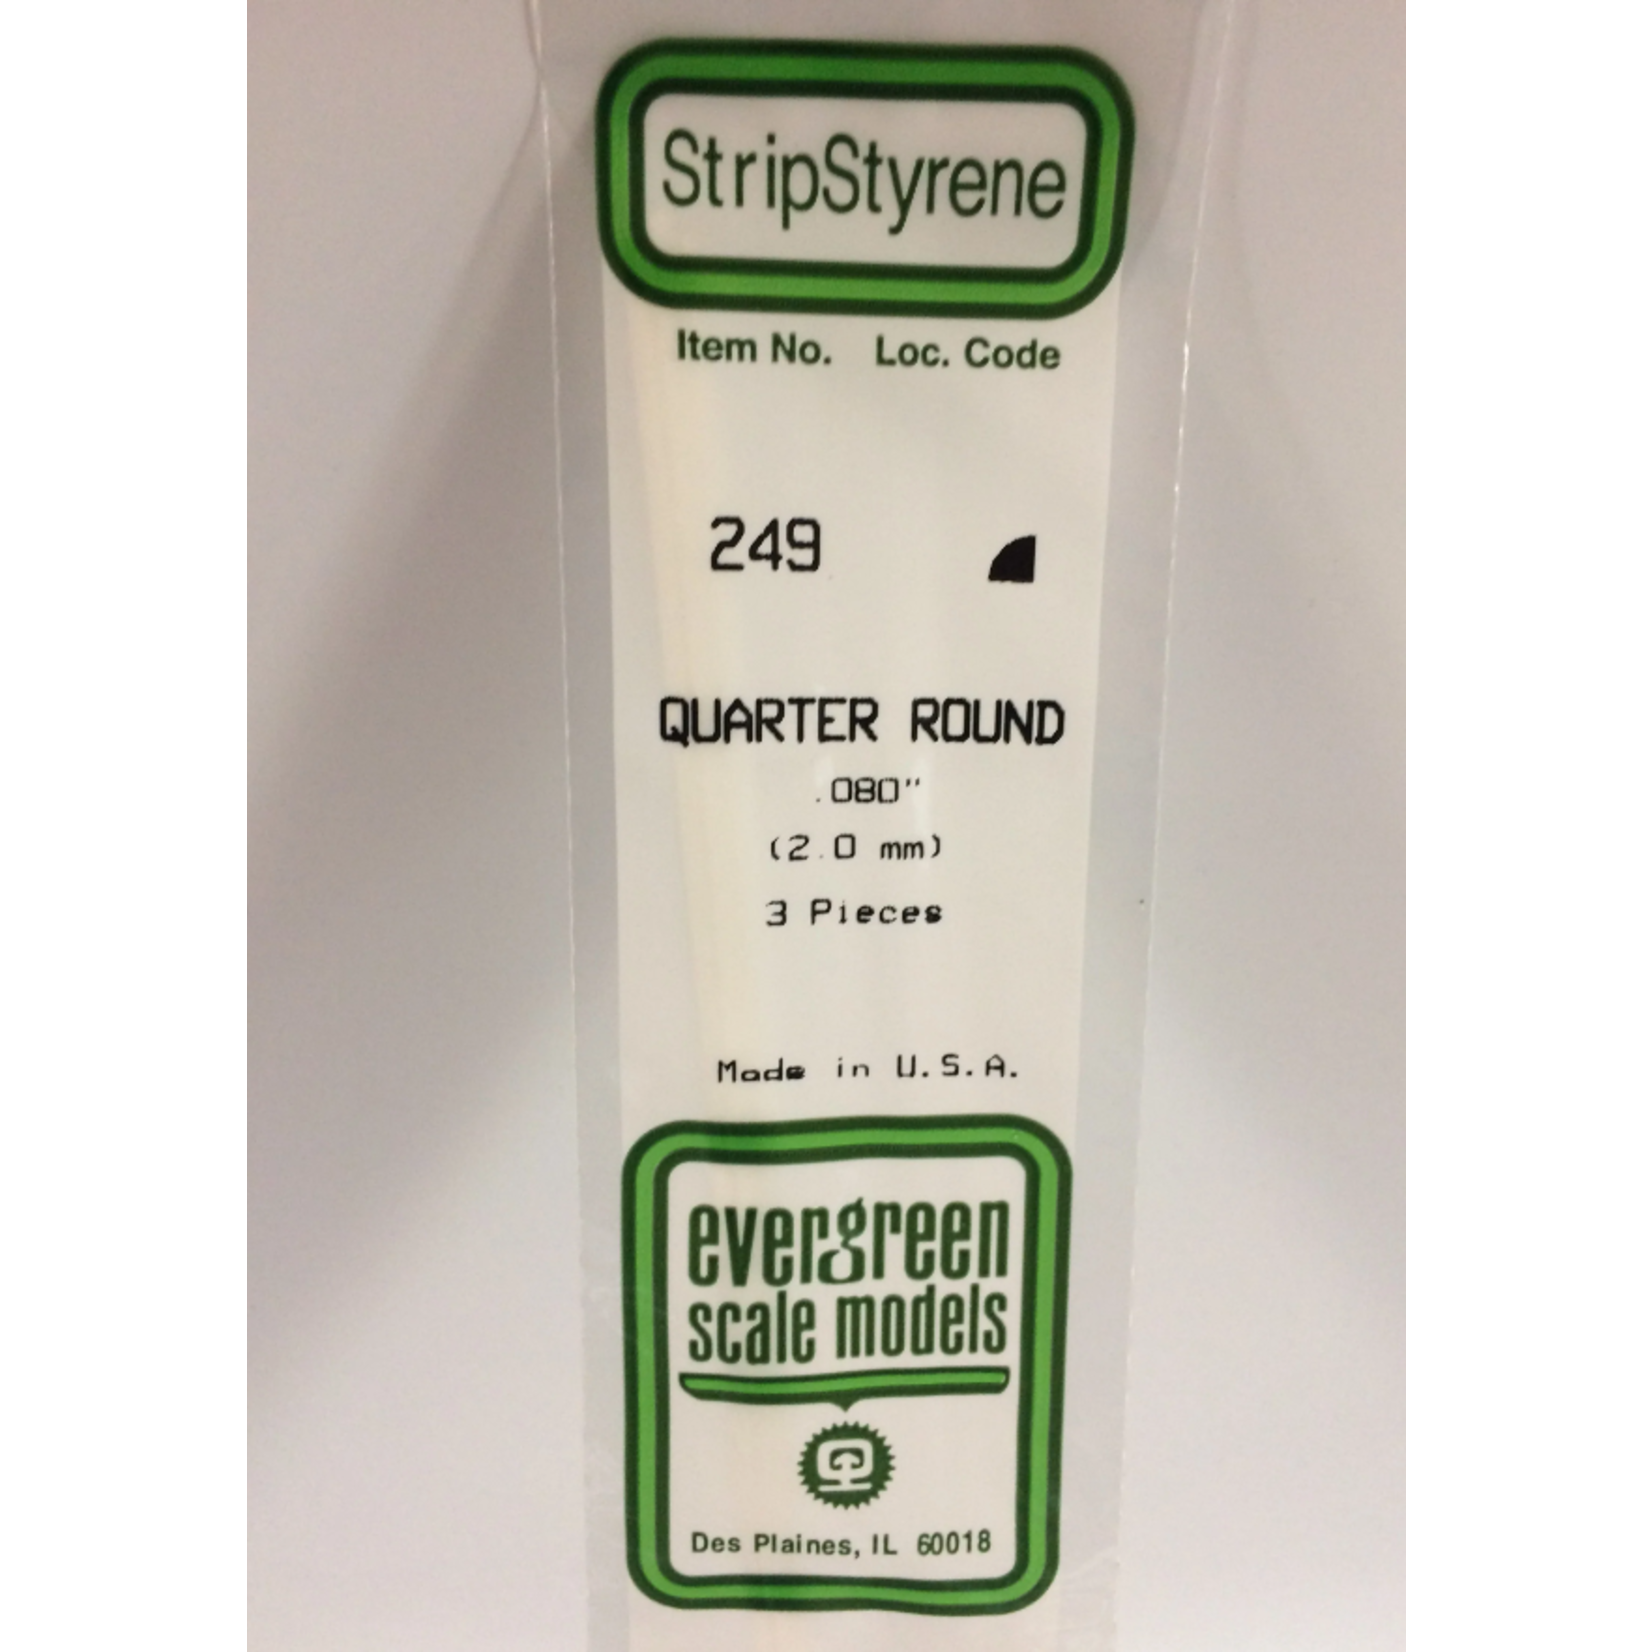 StripStyrene
Item No. Loc. Code
249
QUARTER ROUND
.080"
(2.0 mm)
3 Pieces
Made in U.S.A.
evergreen
scale models
Des Plaines, IL 60018